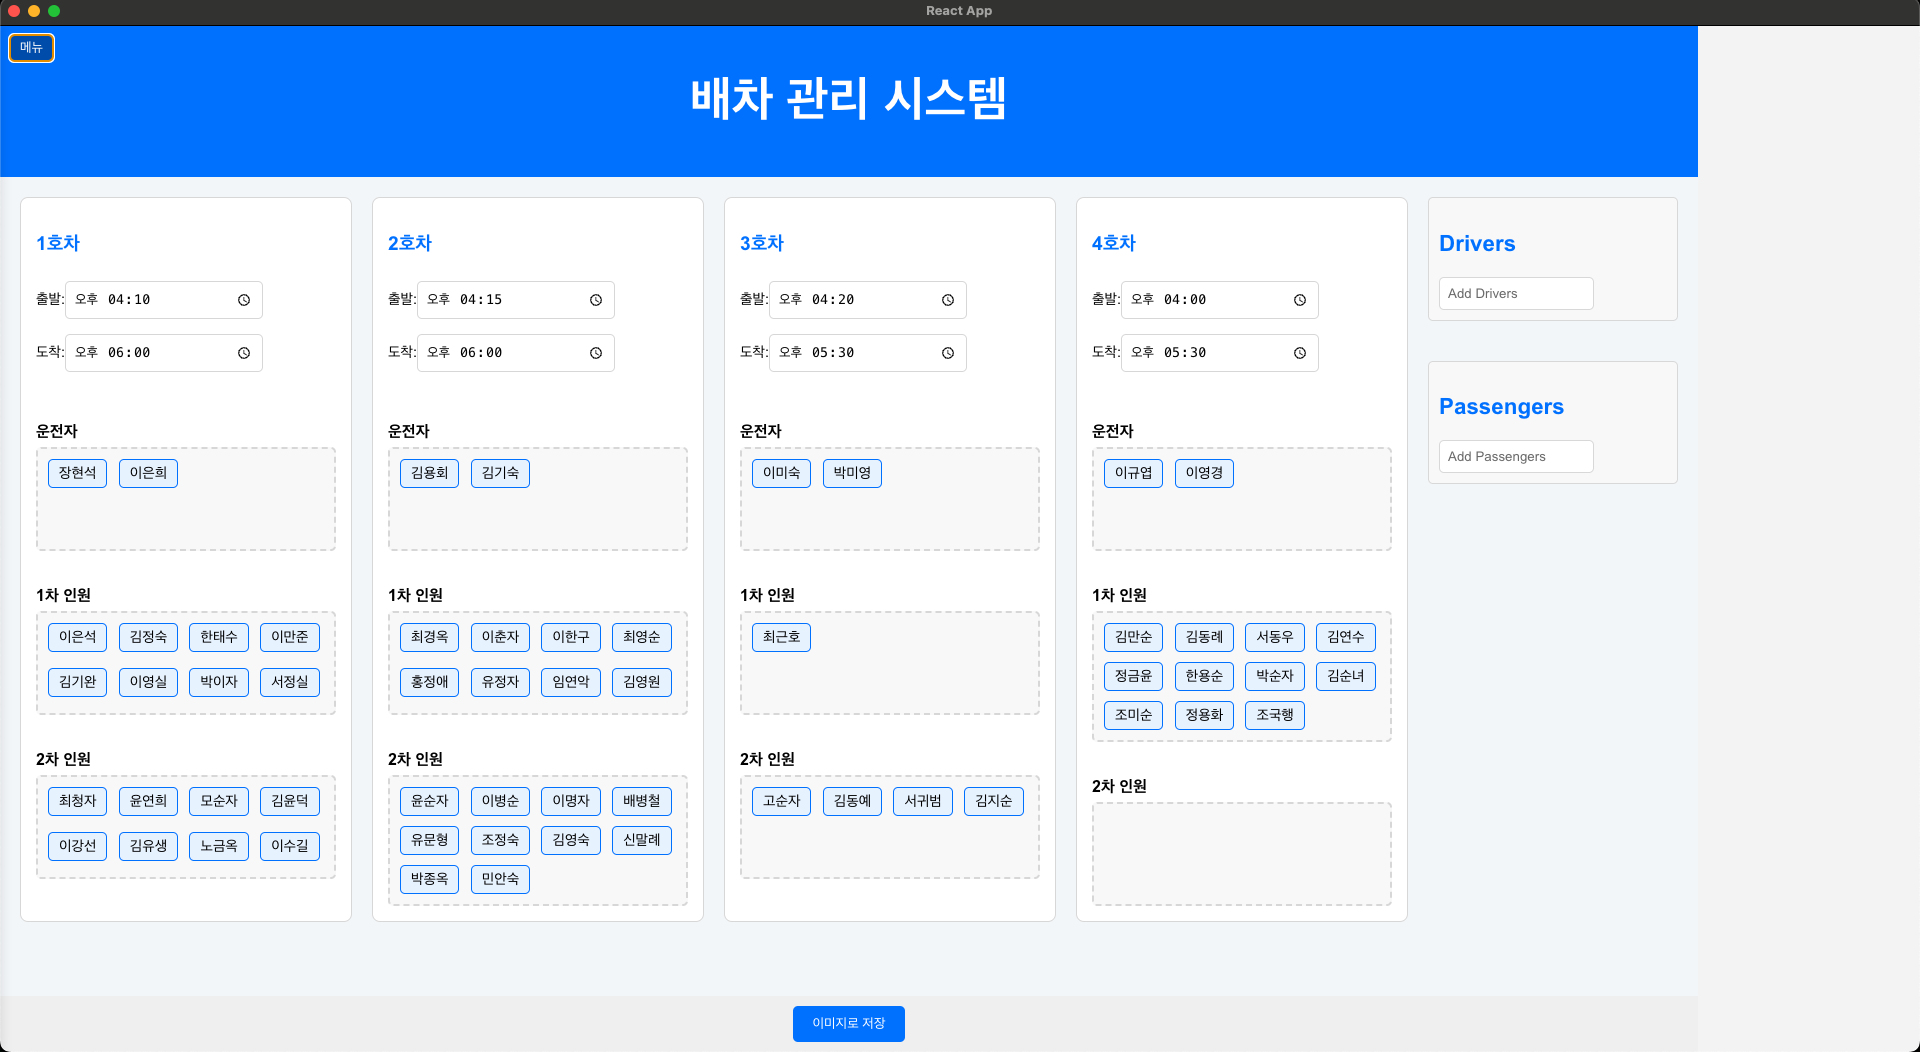 React App
메뉴
배차 관리 시스템
1호차
출발: 오후 04:10
도착: 오후 06:00
운전자
장현석 이은희
1차 인원
이은석 김정숙 한태수 이만준
김기완 이영실 박이자 서정실
2차 인원
최청자 윤연희 모순자 김윤덕
이강선 김유생 노금옥 이수길
2호차
출발: 오후 04:15
도착: 오후 06:00
운전자
김용회 김기숙
1차 인원
최경옥 이춘자 이한구 최영순
홍정애 유정자 임연악 김영원
2차 인원
윤순자 이병순 이명자 배병철
유문형 조정숙 김영숙 신말례
박종옥 민안숙
3호차
출발: 오후 04:20
도착: 오후 05:30
운전자
이미숙 박미영
1차 인원
최근호
2차 인원
고순자 김동예 서귀범 김지순
4호차
출발: 오후 04:00
도착: 오후 05:30
운전자
이규엽 이영경
1차 인원
김만순 김동례 서동우 김연수
정금윤 한용순 박순자 김순녀
조미순 정용화 조국행
2차 인원
Drivers
Add Drivers
Passengers
Add Passengers
이미지로 저장